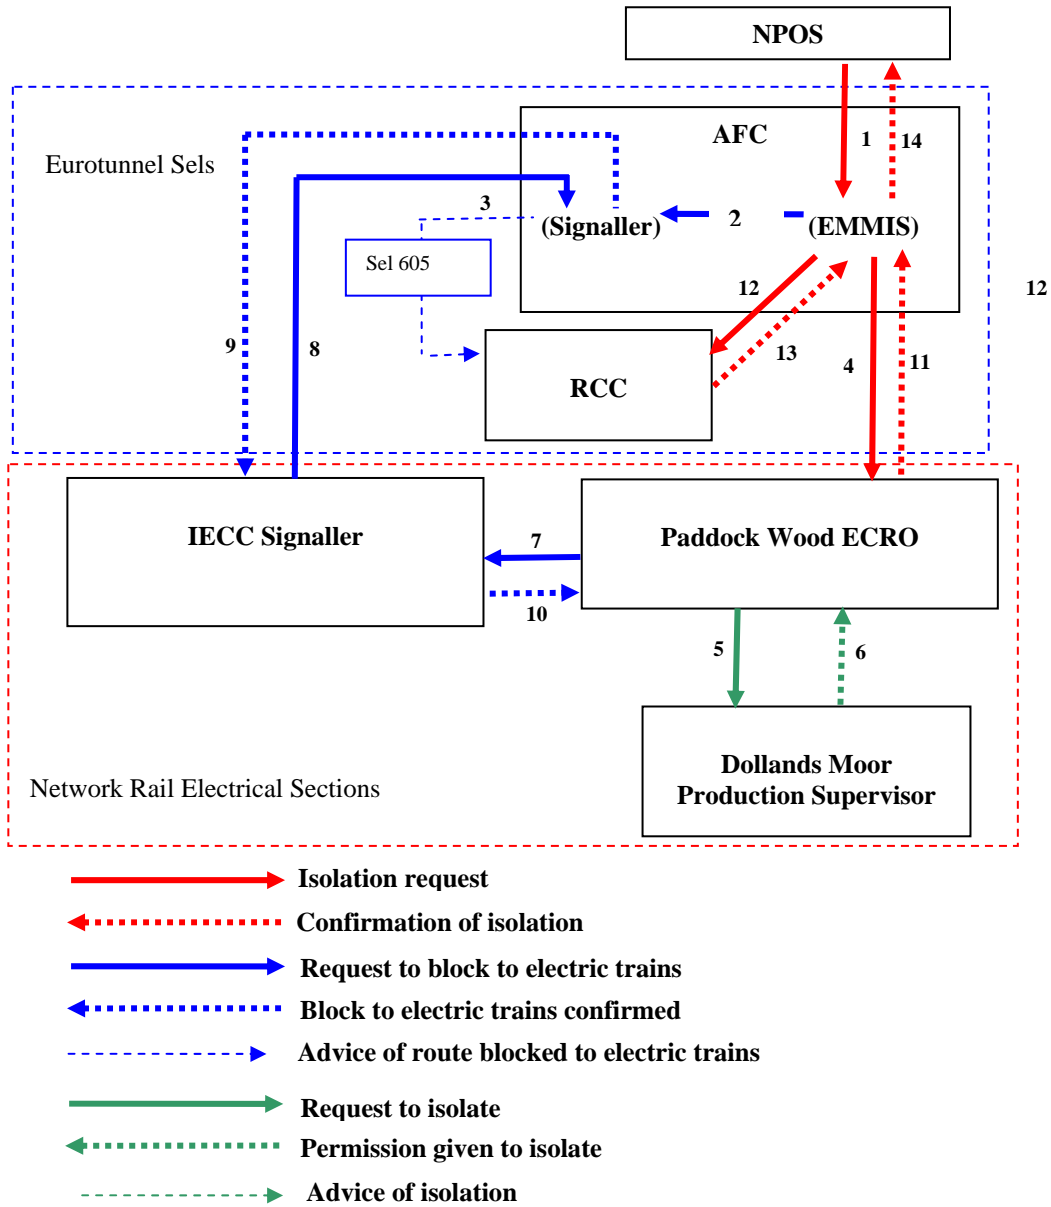 NPOS
AFC
1
14
Eurotunnel Sels
3
(Signaller)
2
(EMMIS)
Sel 605
12
12
9
8
13
4
11
RCC
IECC Signaller
7
Paddock Wood ECRO
10
5
6
Dollands Moor
Production Supervisor
Network Rail Electrical Sections
Isolation request
Confirmation of isolation
Request to block to electric trains
Block to electric trains confirmed
Advice of route blocked to electric trains
Request to isolate
Permission given to isolate
Advice of isolation